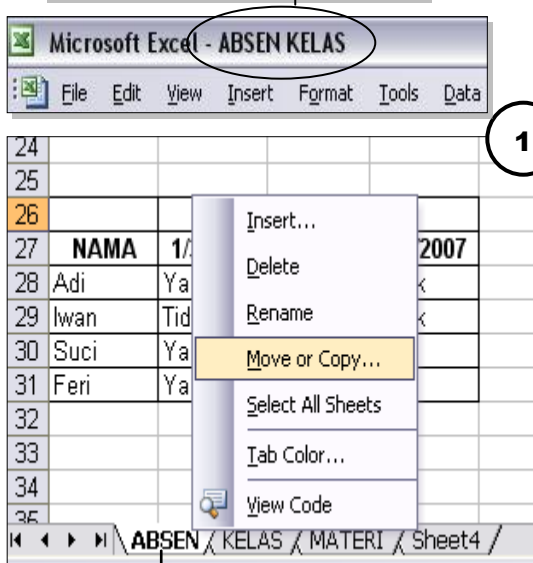 Microsoft Excel - ABSEN KELAS
File Edit View Insert Format Tools Data
1
24
25
26
27 NAMA 1/ 2007
28 Adi Ya k
29 Iwan Tid k
30 Suci Ya
31 Feri Ya
32
33
34
Insert...
Delete
Rename
Move or Copy...
Select All Sheets
Tab Color...
View Code
ABSEN / KELAS / MATERI / Sheet4 /